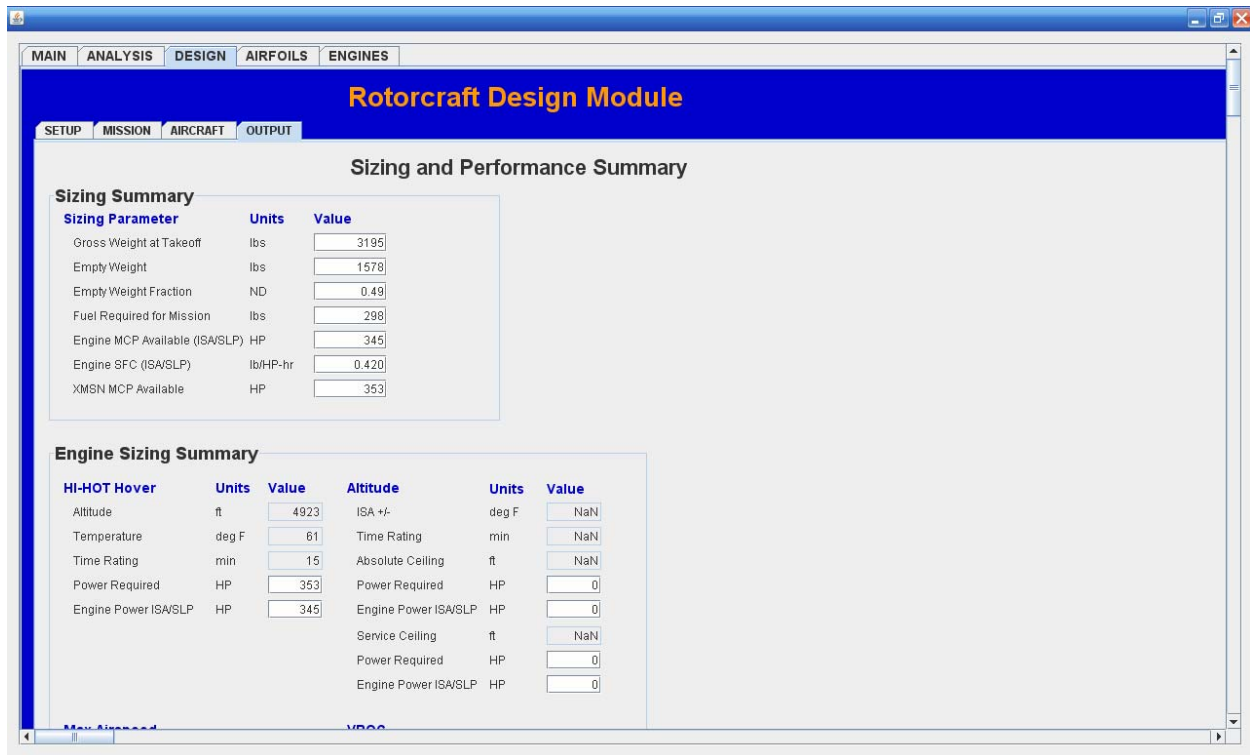 MAIN ANALYSIS DESIGN AIRFOILS ENGINES
Rotorcraft Design Module
SETUP MISSION AIRCRAFT OUTPUT
Sizing and Performance Summary
Sizing Summary
Sizing Parameter Units Value
Gross Weight at Takeoff lbs 3195
Empty Weight lbs 1578
Empty Weight Fraction ND 0.49
Fuel Required for Mission lbs 298
Engine MCP Available (ISA/SLP) HP 345
Engine SFC (ISA/SLP) lb/HP-hr 0.420
XMSN MCP Available HP 353
Engine Sizing Summary
HI-HOT Hover Units Value Altitude Units Value
Altitude ft 4923 ISA +/- deg F NaN
Temperature deg F 61 Time Rating min NaN
Time Rating min 15 Absolute Ceiling ft NaN
Power Required HP 353 Power Required HP 0
Engine Power ISA/SLP HP 345 Engine Power ISA/SLP HP 0
Service Ceiling ft NaN
Power Required HP 0
Engine Power ISA/SLP HP 0
Max Airspeed VROC